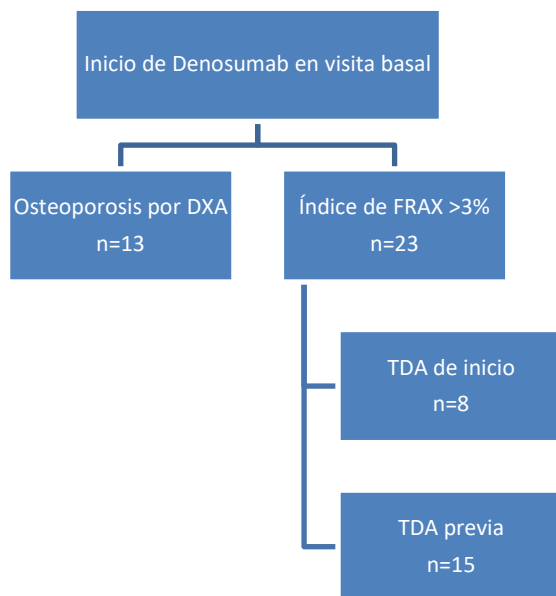 Inicio de Denosumab en visita basal
Osteoporosis por DXA
n=13
Índice de FRAX >3%
n=23
TDA de inicio
n=8
TDA previa
n=15